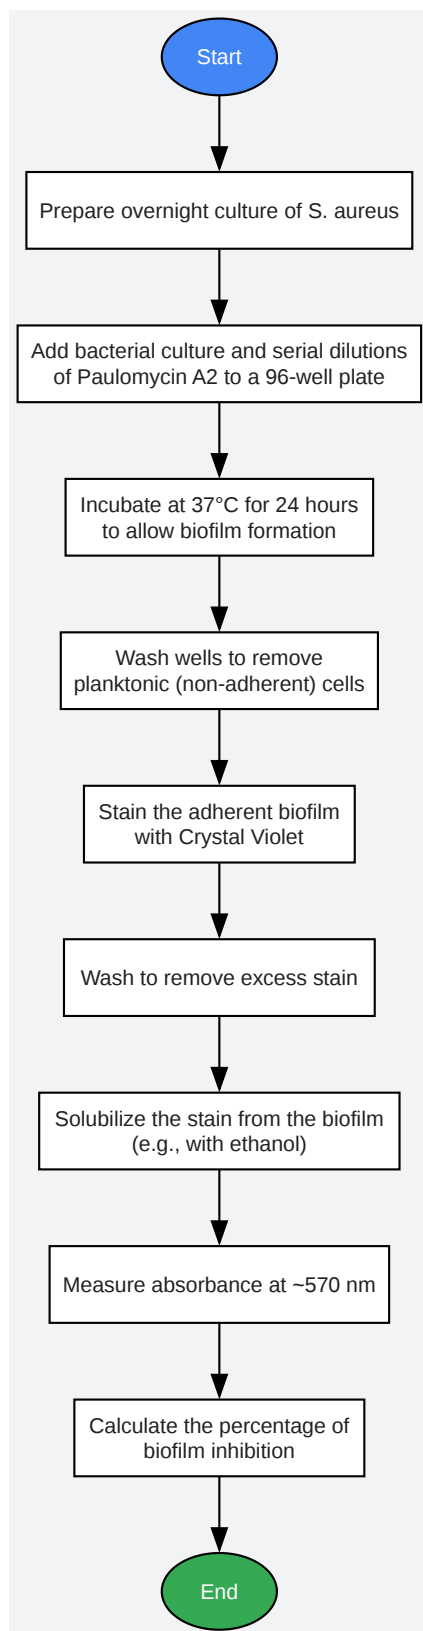 Start
Prepare overnight culture of S. aureus
Add bacterial culture and serial dilutions
of Paulomycin A2 to a 96-well plate
Incubate at 37°C for 24 hours
to allow biofilm formation
Wash wells to remove
planktonic (non-adherent) cells
Stain the adherent biofilm
with Crystal Violet
Wash to remove excess stain
Solubilize the stain from the biofilm
(e.g., with ethanol)
Measure absorbance at ~570 nm
Calculate the percentage of
biofilm inhibition
End